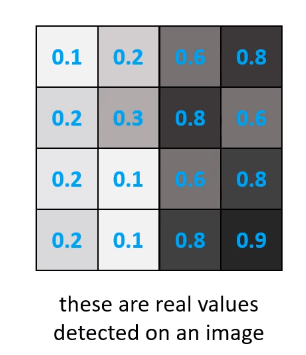 0.1 0.2 0.6 0.8
0.2 0.3 0.8 0.6
0.2 0.1 0.6 0.8
0.2 0.1 0.8 0.9
these are real values
detected on an image